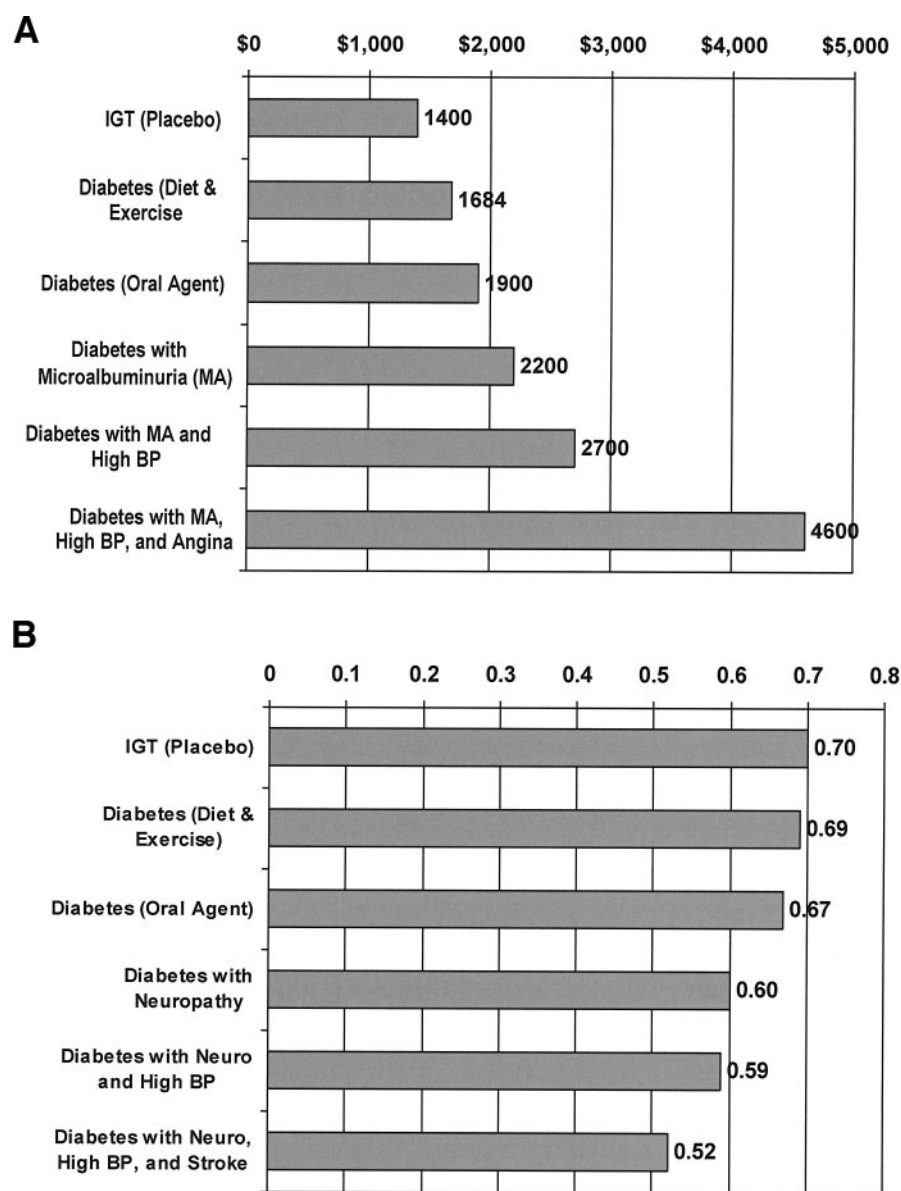 A
$0 $1,000 $2,000 $3,000 $4,000 $5,000
IGT (Placebo) 1400
Diabetes (Diet &
Exercise
1684
Diabetes (Oral Agent) 1900
Diabetes with
Microalbuminuria (MA)
2200
Diabetes with MA and
High BP
2700
Diabetes with MA,
High BP, and Angina
4600
B
0 0.1 0.2 0.3 0.4 0.5 0.6 0.7 0.8
IGT (Placebo) 0.70
Diabetes (Diet &
Exercise)
0.69
Diabetes (Oral Agent) 0.67
Diabetes with
Neuropathy
0.60
Diabetes with Neuro
and High BP
0.59
Diabetes with Neuro,
High BP, and Stroke
0.52